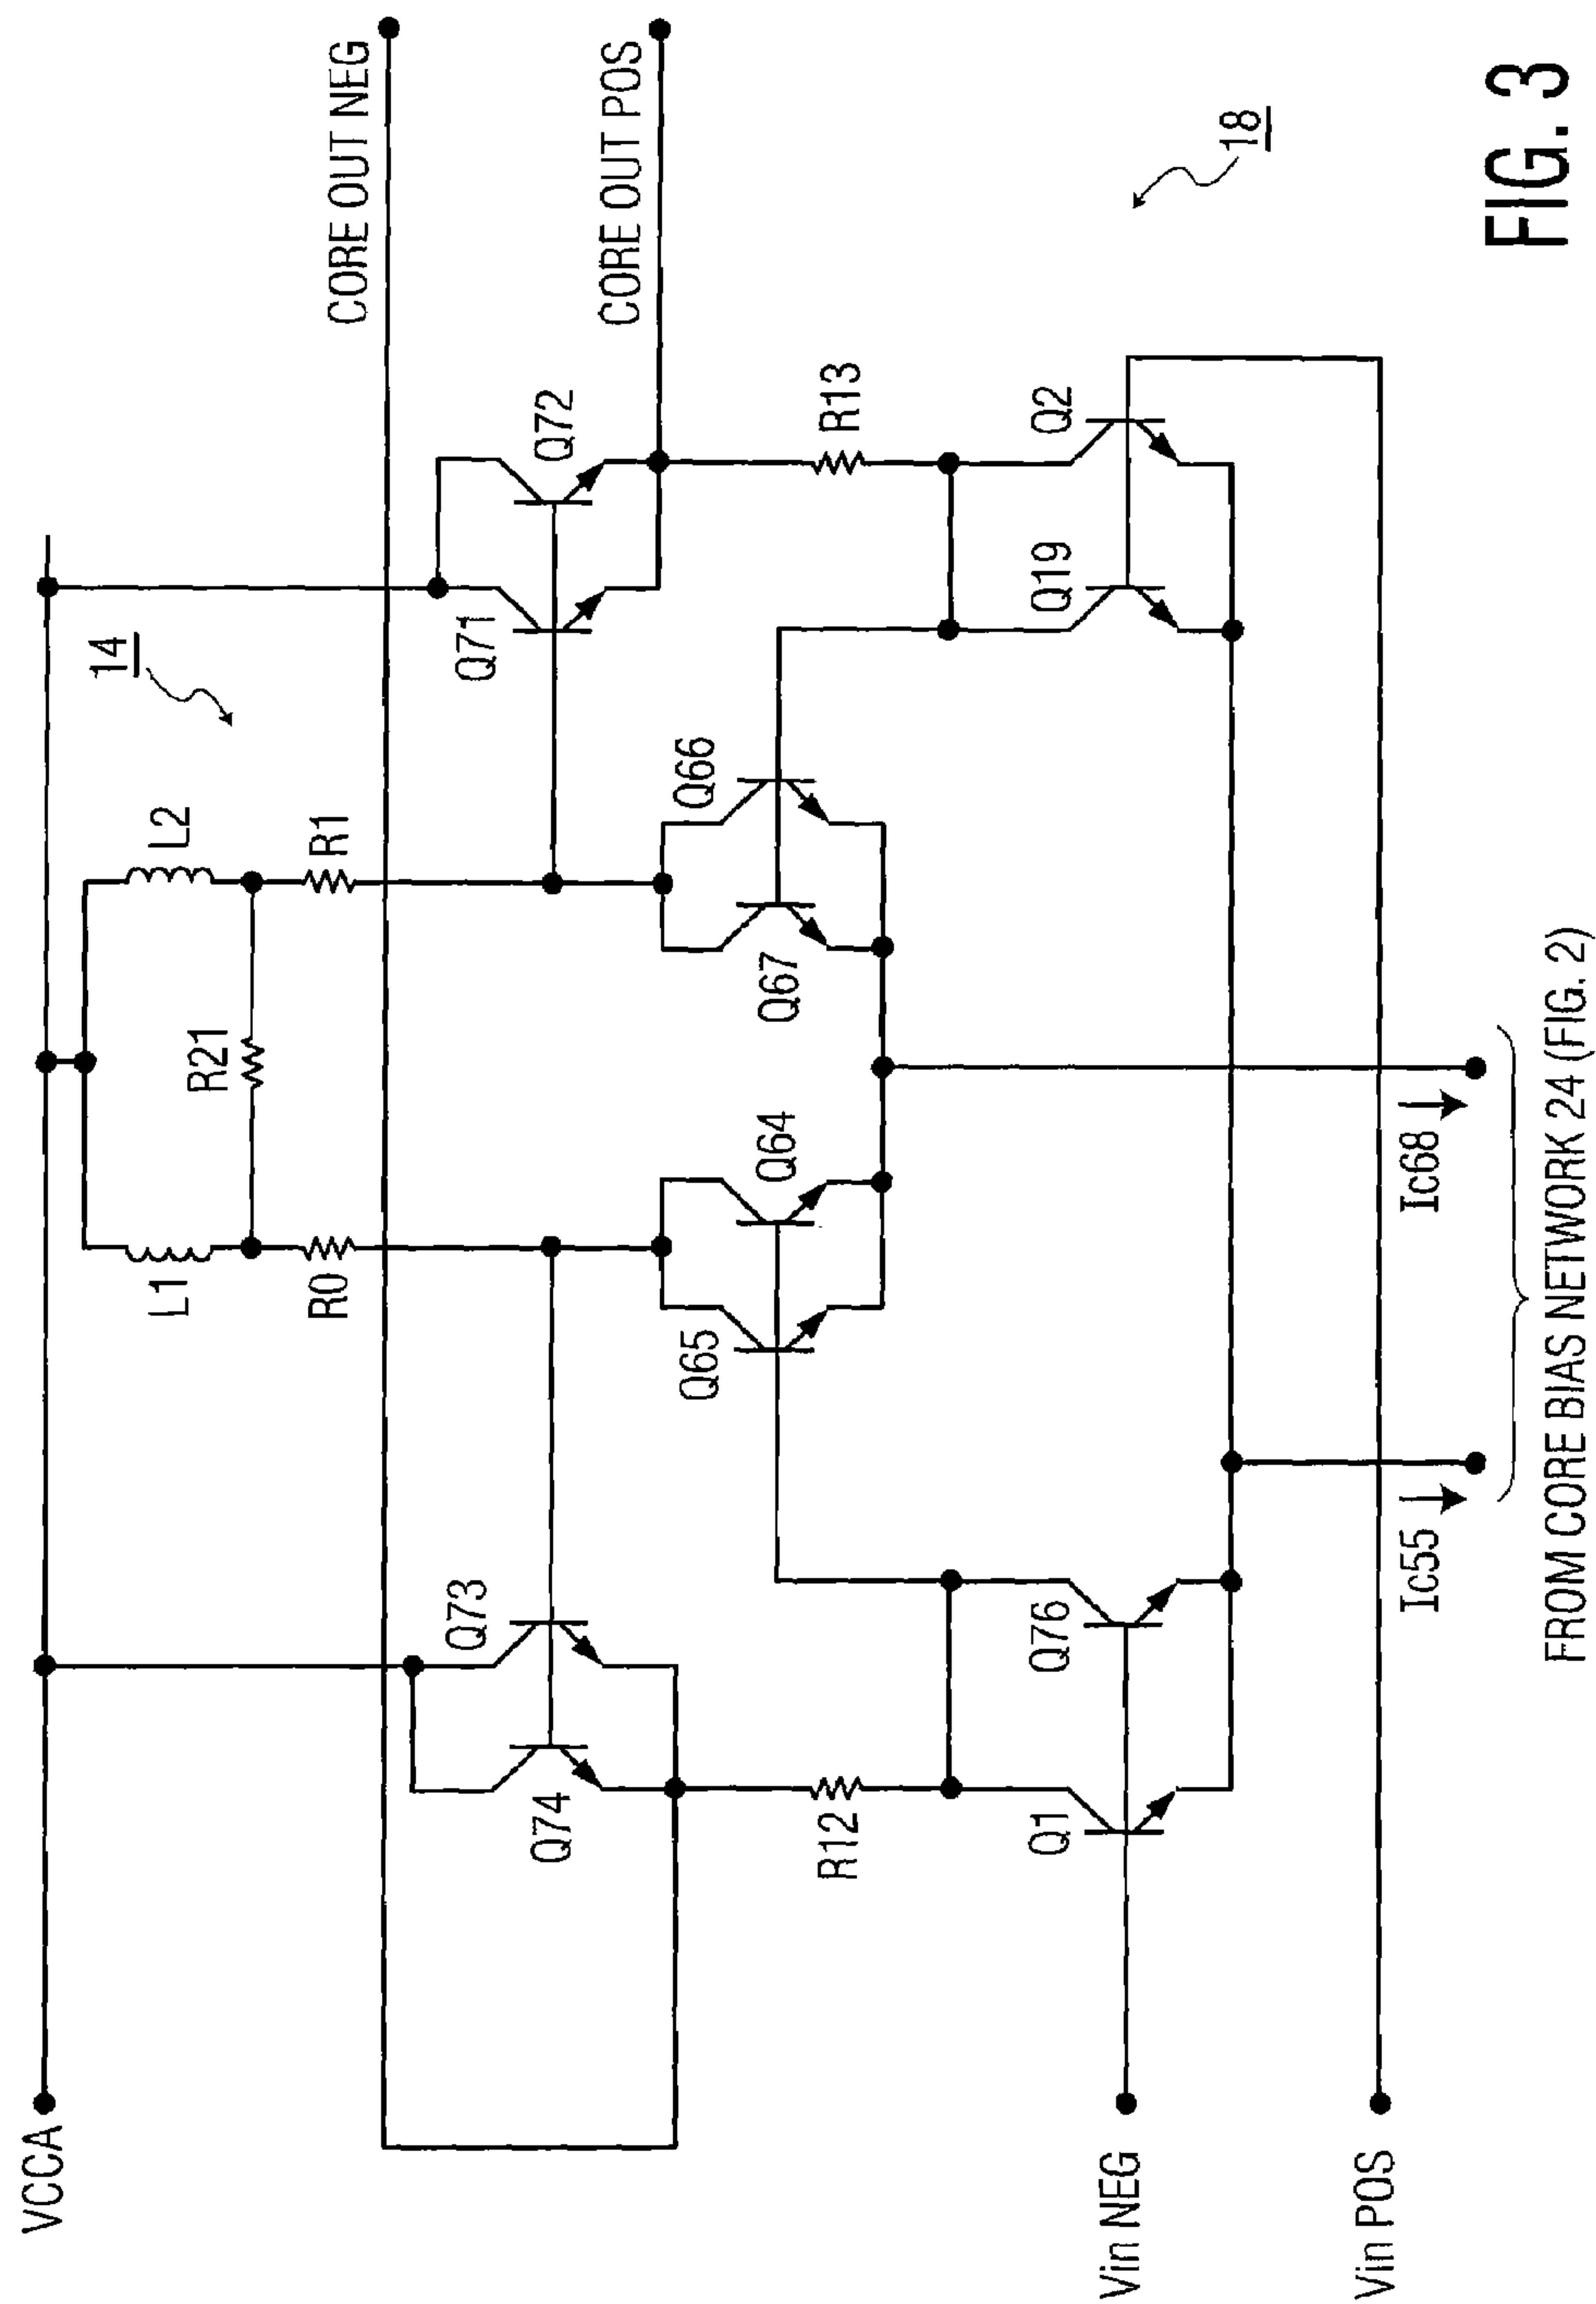 VCCA
14
L1
L2
R21
R0
R1
CORE OUT NEG
Q74
Q73
Q71
Q72
CORE OUT POS
Q65
Q64
Q67
Q66
R12
R13
Q1
Q76
Q19
Q2
18
Vin NEG
Vin POS
Ic55
Ic68
FROM CORE BIAS NETWORK 24 (FIG. 2)
FIG. 3